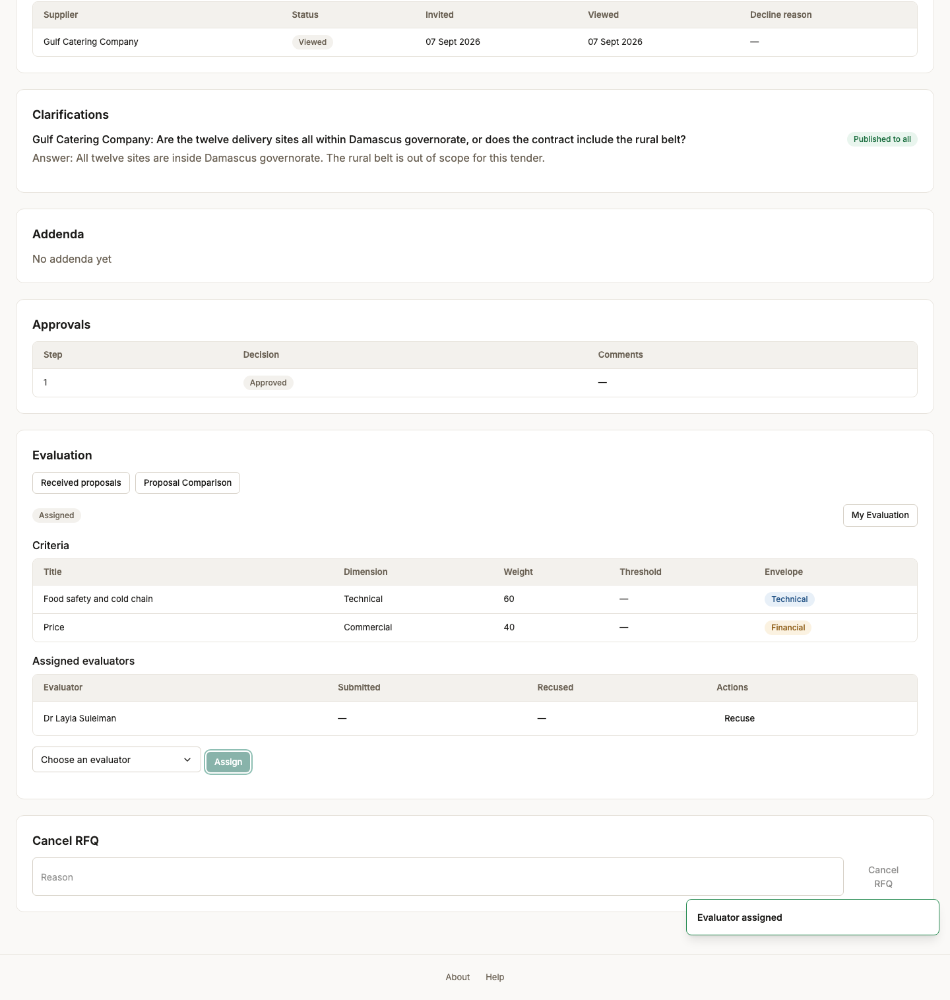 Supplier Status Invited Viewed Decline reason
Gulf Catering Company Viewed 07 Sept 2026 07 Sept 2026 —
Clarifications
Gulf Catering Company: Are the twelve delivery sites all within Damascus governorate, or does the contract include the rural belt? Published to all
Answer: All twelve sites are inside Damascus governorate. The rural belt is out of scope for this tender.
Addenda
No addenda yet
Approvals
Step Decision Comments
1 Approved —
Evaluation
Received proposals Proposal Comparison
Assigned My Evaluation
Criteria
Title Dimension Weight Threshold Envelope
Food safety and cold chain Technical 60 — Technical
Price Commercial 40 — Financial
Assigned evaluators
Evaluator Submitted Recused Actions
Dr Layla Suleiman — — Recuse
Choose an evaluator Assign
Cancel RFQ
Reason
Cancel
RFQ
Evaluator assigned
About Help